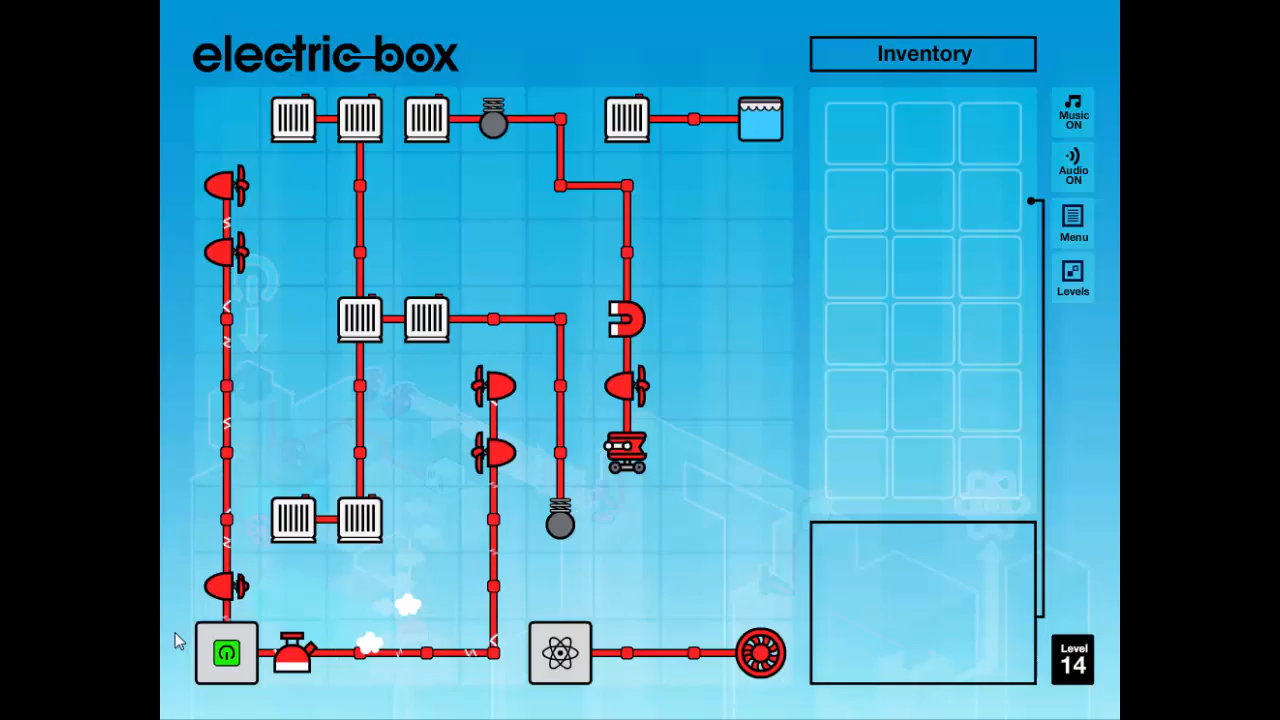 electric box
Inventory
Music
ON
Audio
ON
Menu
Levels
Level
14